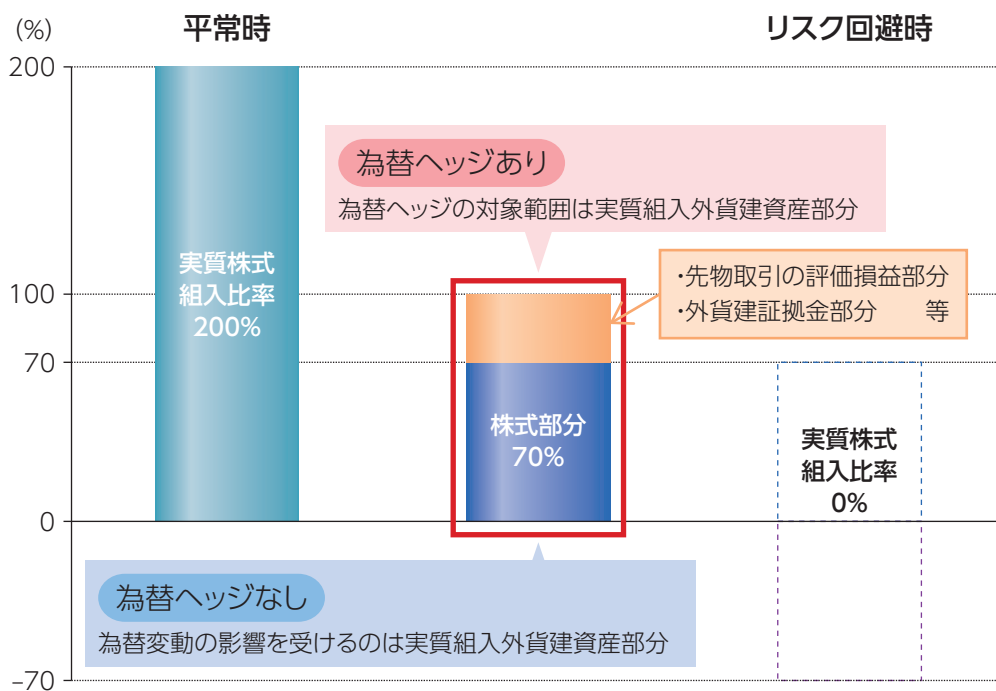 (%)
平常時
リスク回避時
200
為替ヘッジあり
為替ヘッジの対象範囲は実質組入外貨建資産部分
実質株式
組入比率
200%
・先物取引の評価損益部分
・外貨建証拠金部分 等
100
70
株式部分
70%
実質株式
組入比率
0%
0
為替ヘッジなし
為替変動の影響を受けるのは実質組入外貨建資産部分
−70